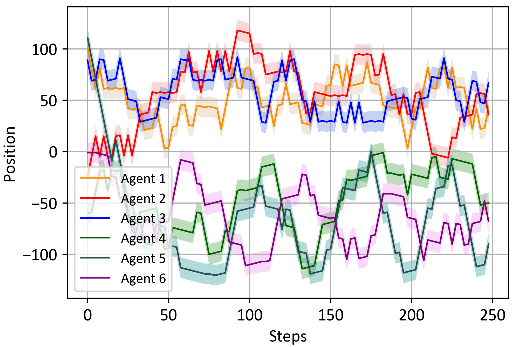 100
50
0
−50
−100
Position
Agent 1
Agent 2
Agent 3
Agent 4
Agent 5
Agent 6
0 50 100 150 200 250
Steps